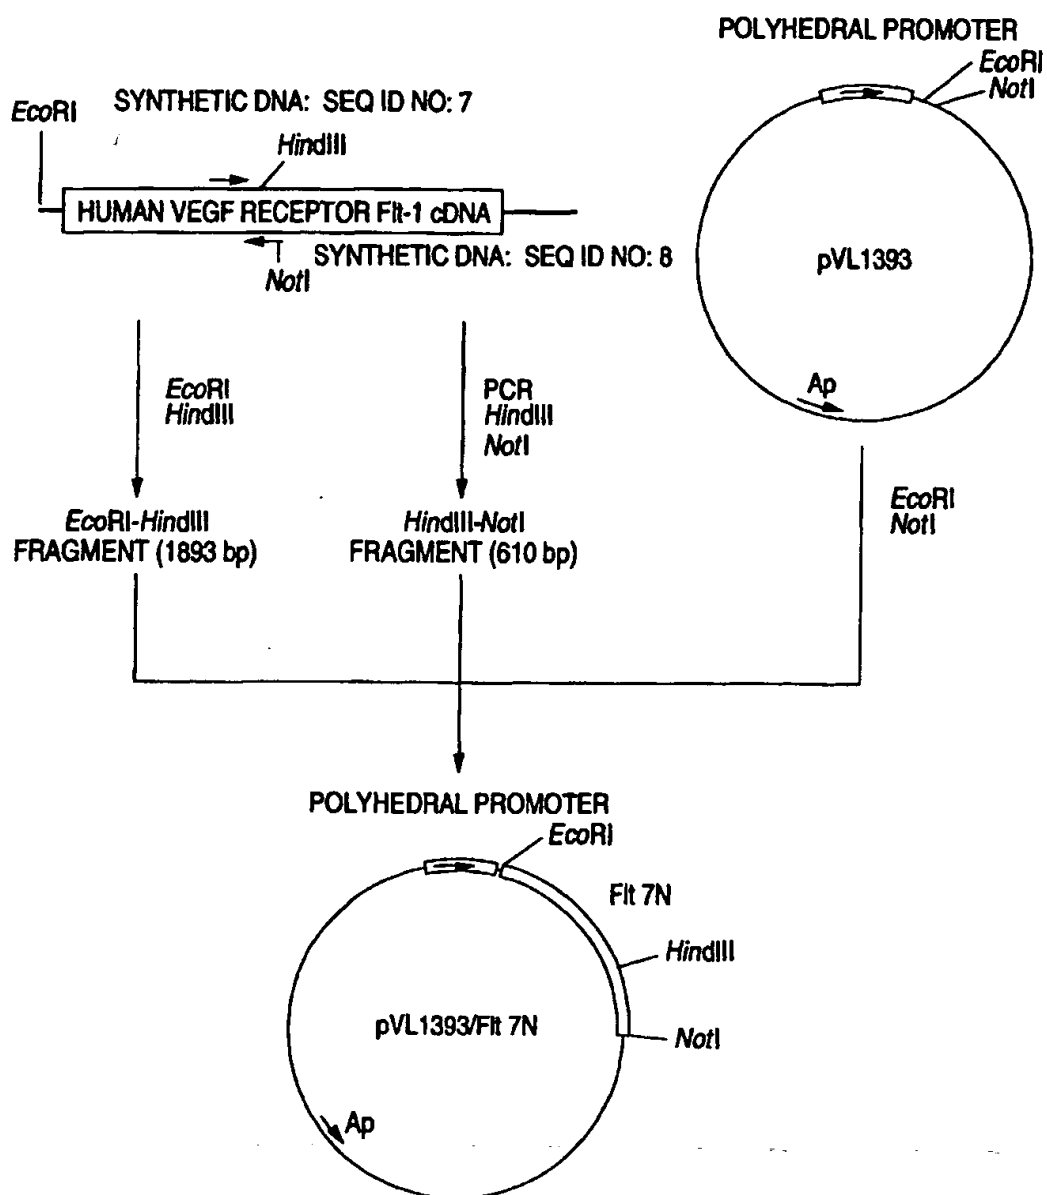 POLYHEDRAL PROMOTER
EcoRI
NotI
SYNTHETIC DNA: SEQ ID NO: 7
EcoRI
HindIII
HUMAN VEGF RECEPTOR Flt-1 cDNA
SYNTHETIC DNA: SEQ ID NO: 8
NotI
pVL1393
Ap
EcoRI
HindIII
PCR
HindIII
NotI
EcoRI
NotI
EcoRI-HindIII
FRAGMENT (1893 bp)
HindIII-NotI
FRAGMENT (610 bp)
POLYHEDRAL PROMOTER
EcoRI
Flt 7N
HindIII
pVL1393/Flt 7N
NotI
Ap